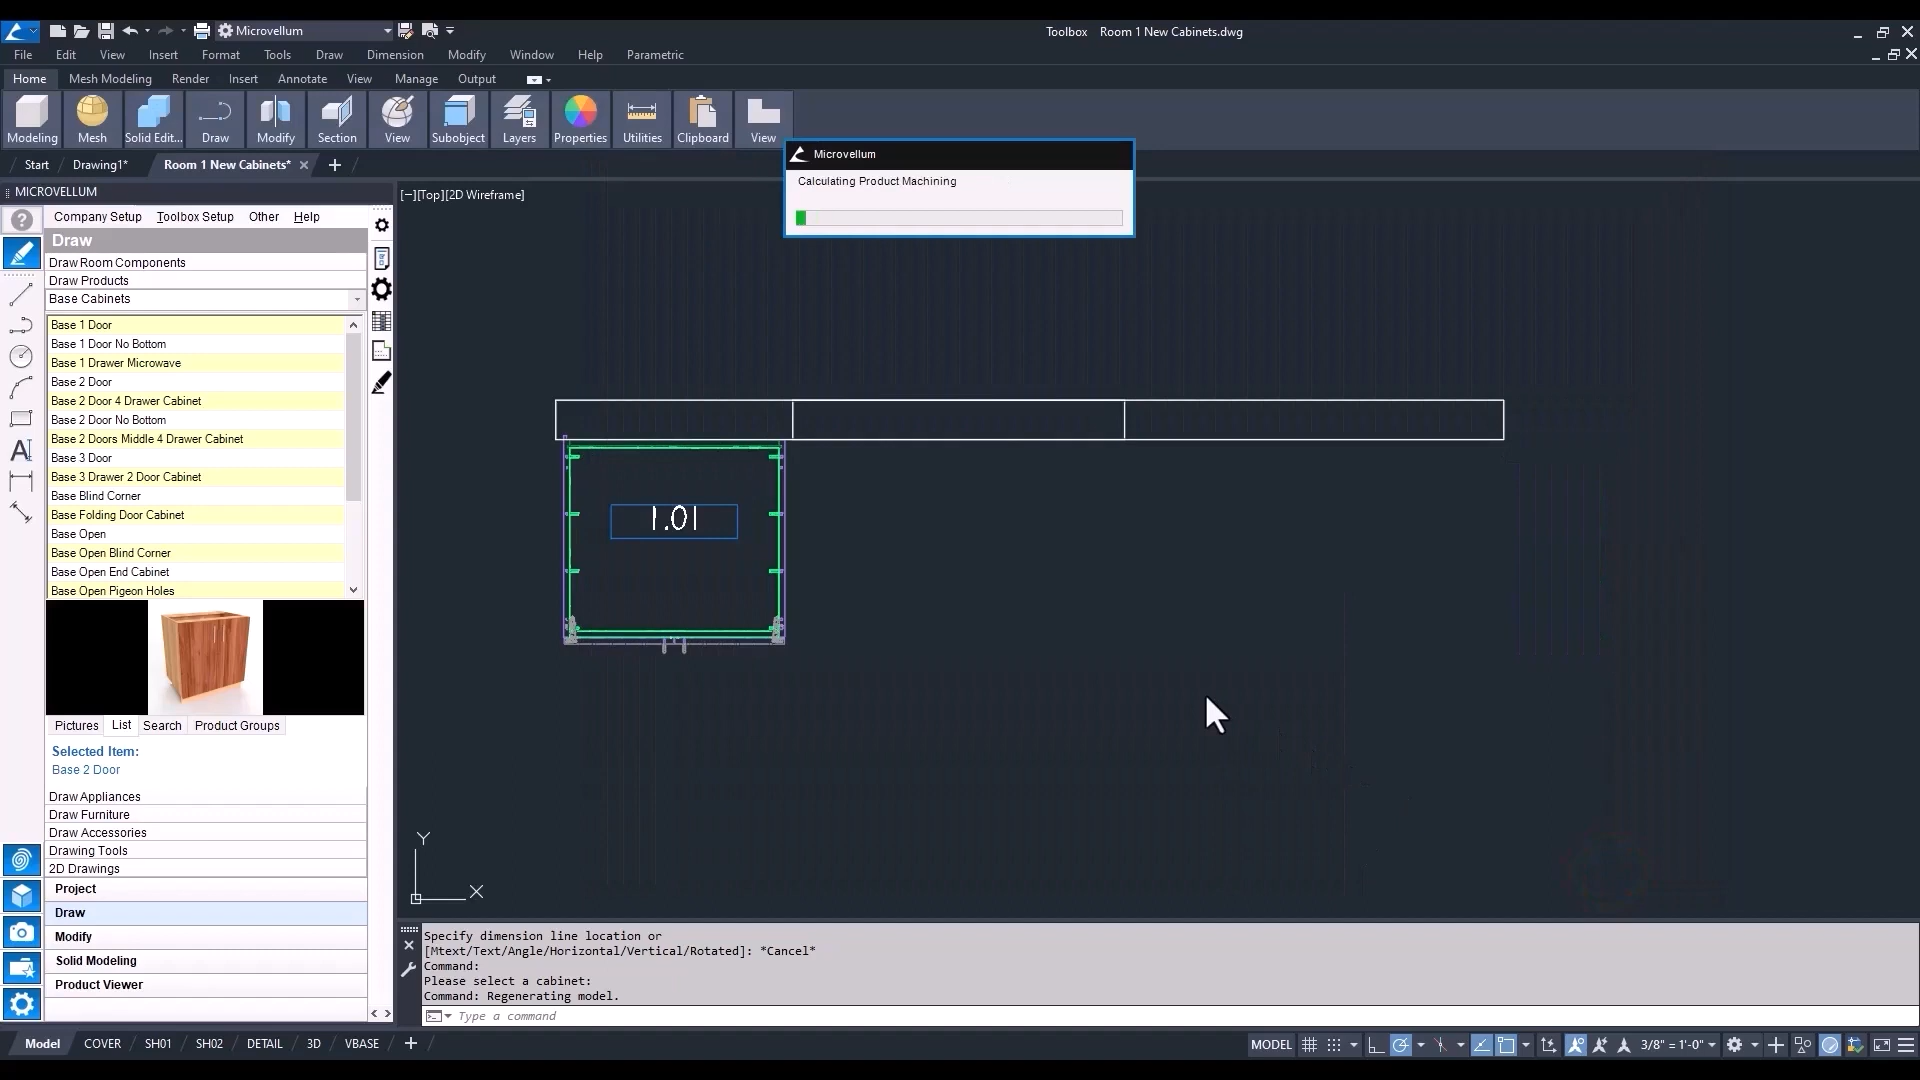 Microvellum
Toolbox Room 1 New Cabinets.dwg
File Edit View Insert Format Tools Draw Dimension Modify Window Help Parametric
Home Mesh Modeling Render Insert Annotate View Manage Output
Modeling Mesh Solid Edit... Draw Modify Section View Subobject Layers Properties Utilities Clipboard View
Start Drawing1* Room 1 New Cabinets*
Microvellum
Calculating Product Machining
MICROVELLUM
[−][Top][2D Wireframe]
Company Setup Toolbox Setup Other Help
Draw
Draw Room Components
Draw Products
Base Cabinets
Base 1 Door
Base 1 Door No Bottom
Base 1 Drawer Microwave
Base 2 Door
Base 2 Door 4 Drawer Cabinet
Base 2 Door No Bottom
Base 2 Doors Middle 4 Drawer Cabinet
Base 3 Door
Base 3 Drawer 2 Door Cabinet
Base Blind Corner
Base Folding Door Cabinet
Base Open
Base Open Blind Corner
Base Open End Cabinet
Base Open Pigeon Holes
1.01
Pictures List Search Product Groups
Selected Item:
Base 2 Door
Draw Appliances
Draw Furniture
Draw Accessories
Drawing Tools
2D Drawings
Project
Draw
Modify
Solid Modeling
Product Viewer
Y
X
Specify dimension line location or
[Mtext/Text/Angle/Horizontal/Vertical/Rotated]: *Cancel*
Command:
Please select a cabinet:
Command: Regenerating model.
Type a command
Model COVER SH01 SH02 DETAIL 3D VBASE
MODEL 3/8" = 1'-0"